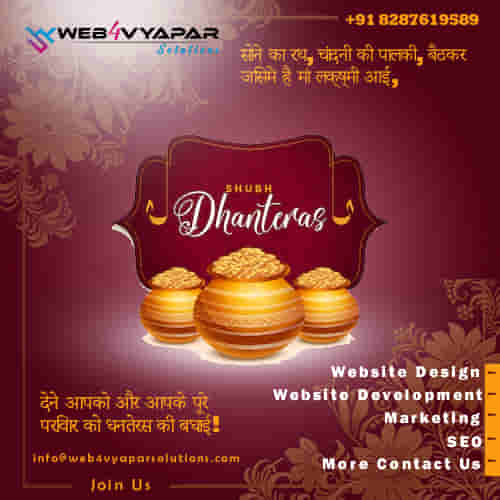 WEB4VYAPAR
Solutions
+91 8287619589
सोने का रथ, चांदनी की पालकी, बैठकर
जिसमे है मां लक्ष्मी आई,
SHUBH
Dhanteras
Website Design
Website Development
Marketing
SEO
More Contact Us
देने आपको और आपके पूरे
परिवार को धनतेरस की बधाई!
info@web4vyaparsolutions.com
Join Us